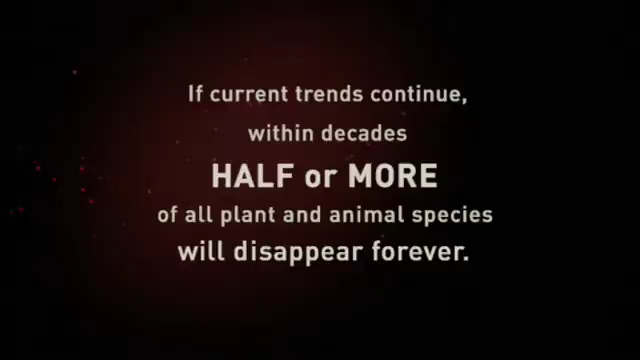 If current trends continue,
within decades
HALF or MORE
of all plant and animal species
will disappear forever.